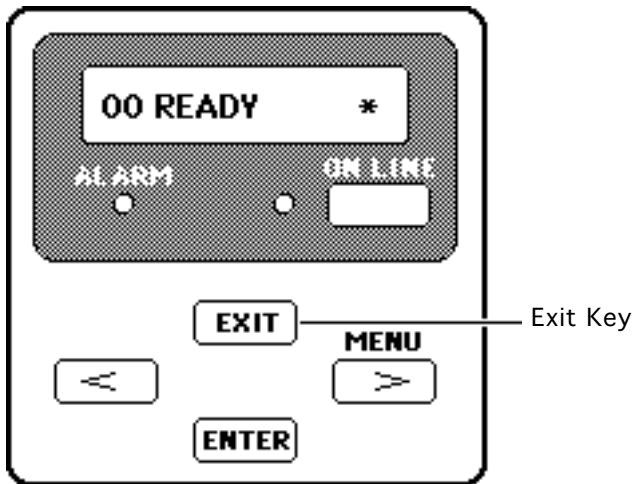 00 READY *
ALARM
ON LINE
EXIT
Exit Key
MENU
<
>
ENTER